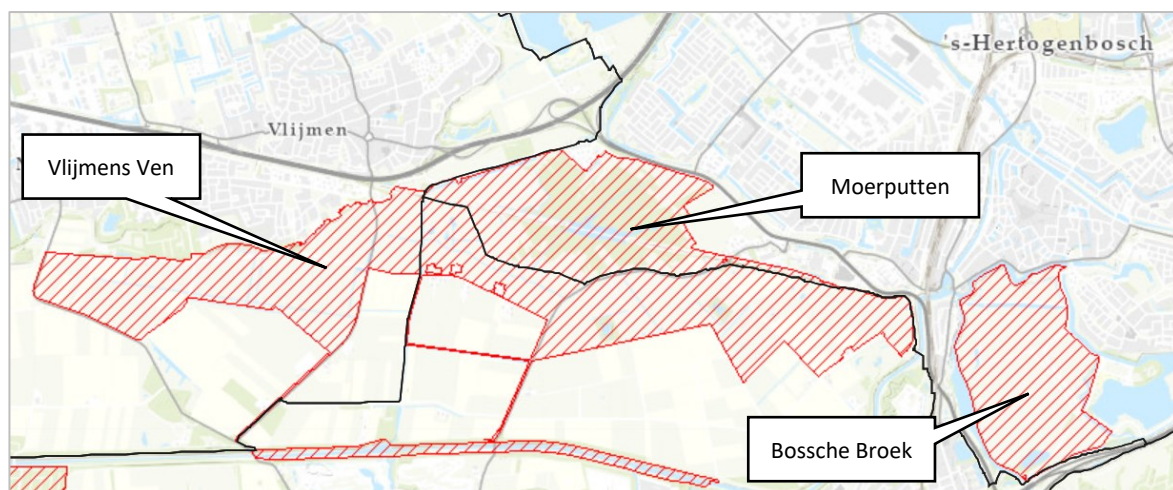 's-Hertogenbosch
Vlijmen
Vlijmens Ven
Moerputten
Bossche Broek